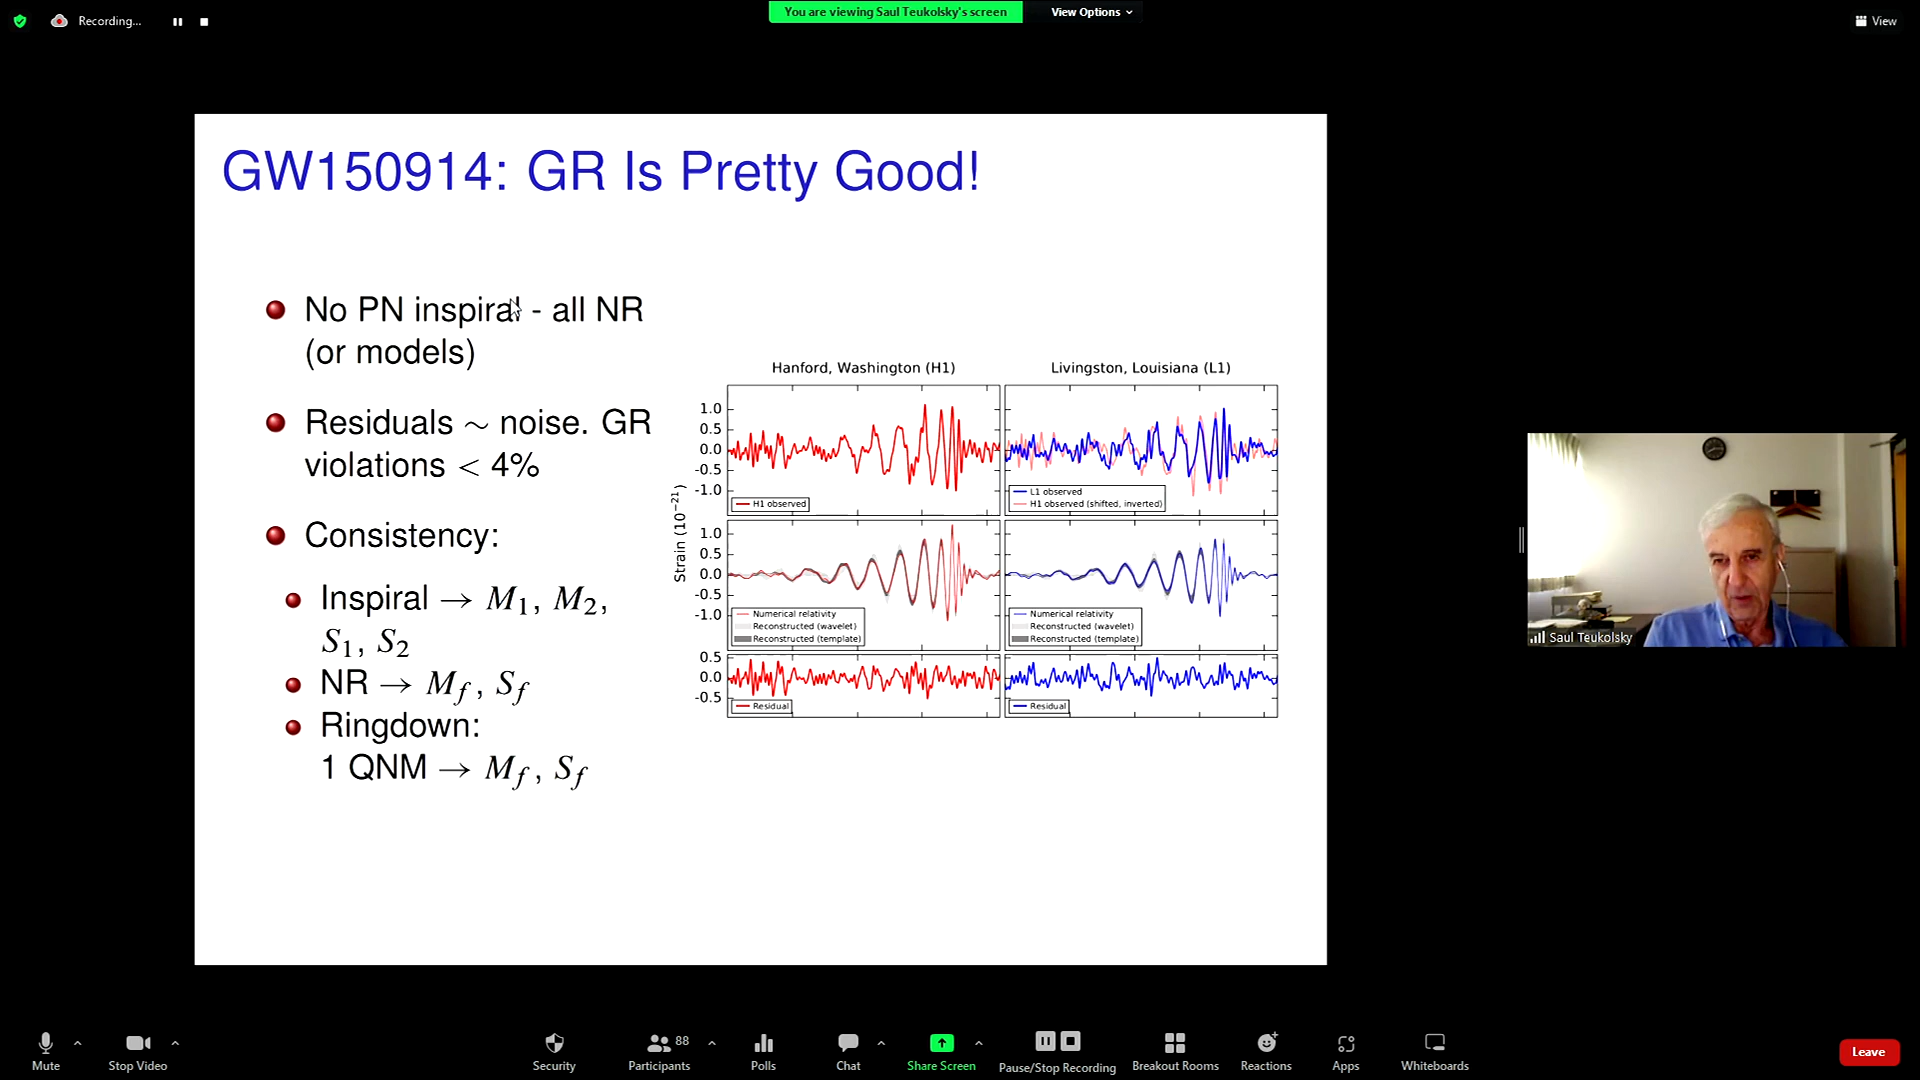 Recording...
You are viewing Saul Teukolsky's screen
View Options
View
GW150914: GR Is Pretty Good!
No PN inspiral - all NR
(or models)
Residuals ∼ noise. GR
violations < 4%
Consistency:
Inspiral → M₁, M₂,
S₁, S₂
NR → M_f, S_f
Ringdown:
1 QNM → M_f, S_f
Hanford, Washington (H1)
Livingston, Louisiana (L1)
Strain (10⁻²¹)
1.0
0.5
0.0
-0.5
-1.0
H1 observed
L1 observed
H1 observed (shifted, inverted)
1.0
0.5
0.0
-0.5
-1.0
Numerical relativity
Reconstructed (wavelet)
Reconstructed (template)
Numerical relativity
Reconstructed (wavelet)
Reconstructed (template)
0.5
0.0
-0.5
Residual
Residual
Saul Teukolsky
Mute
Stop Video
Security
Participants
88
Polls
Chat
Share Screen
Pause/Stop Recording
Breakout Rooms
Reactions
Apps
Whiteboards
Leave